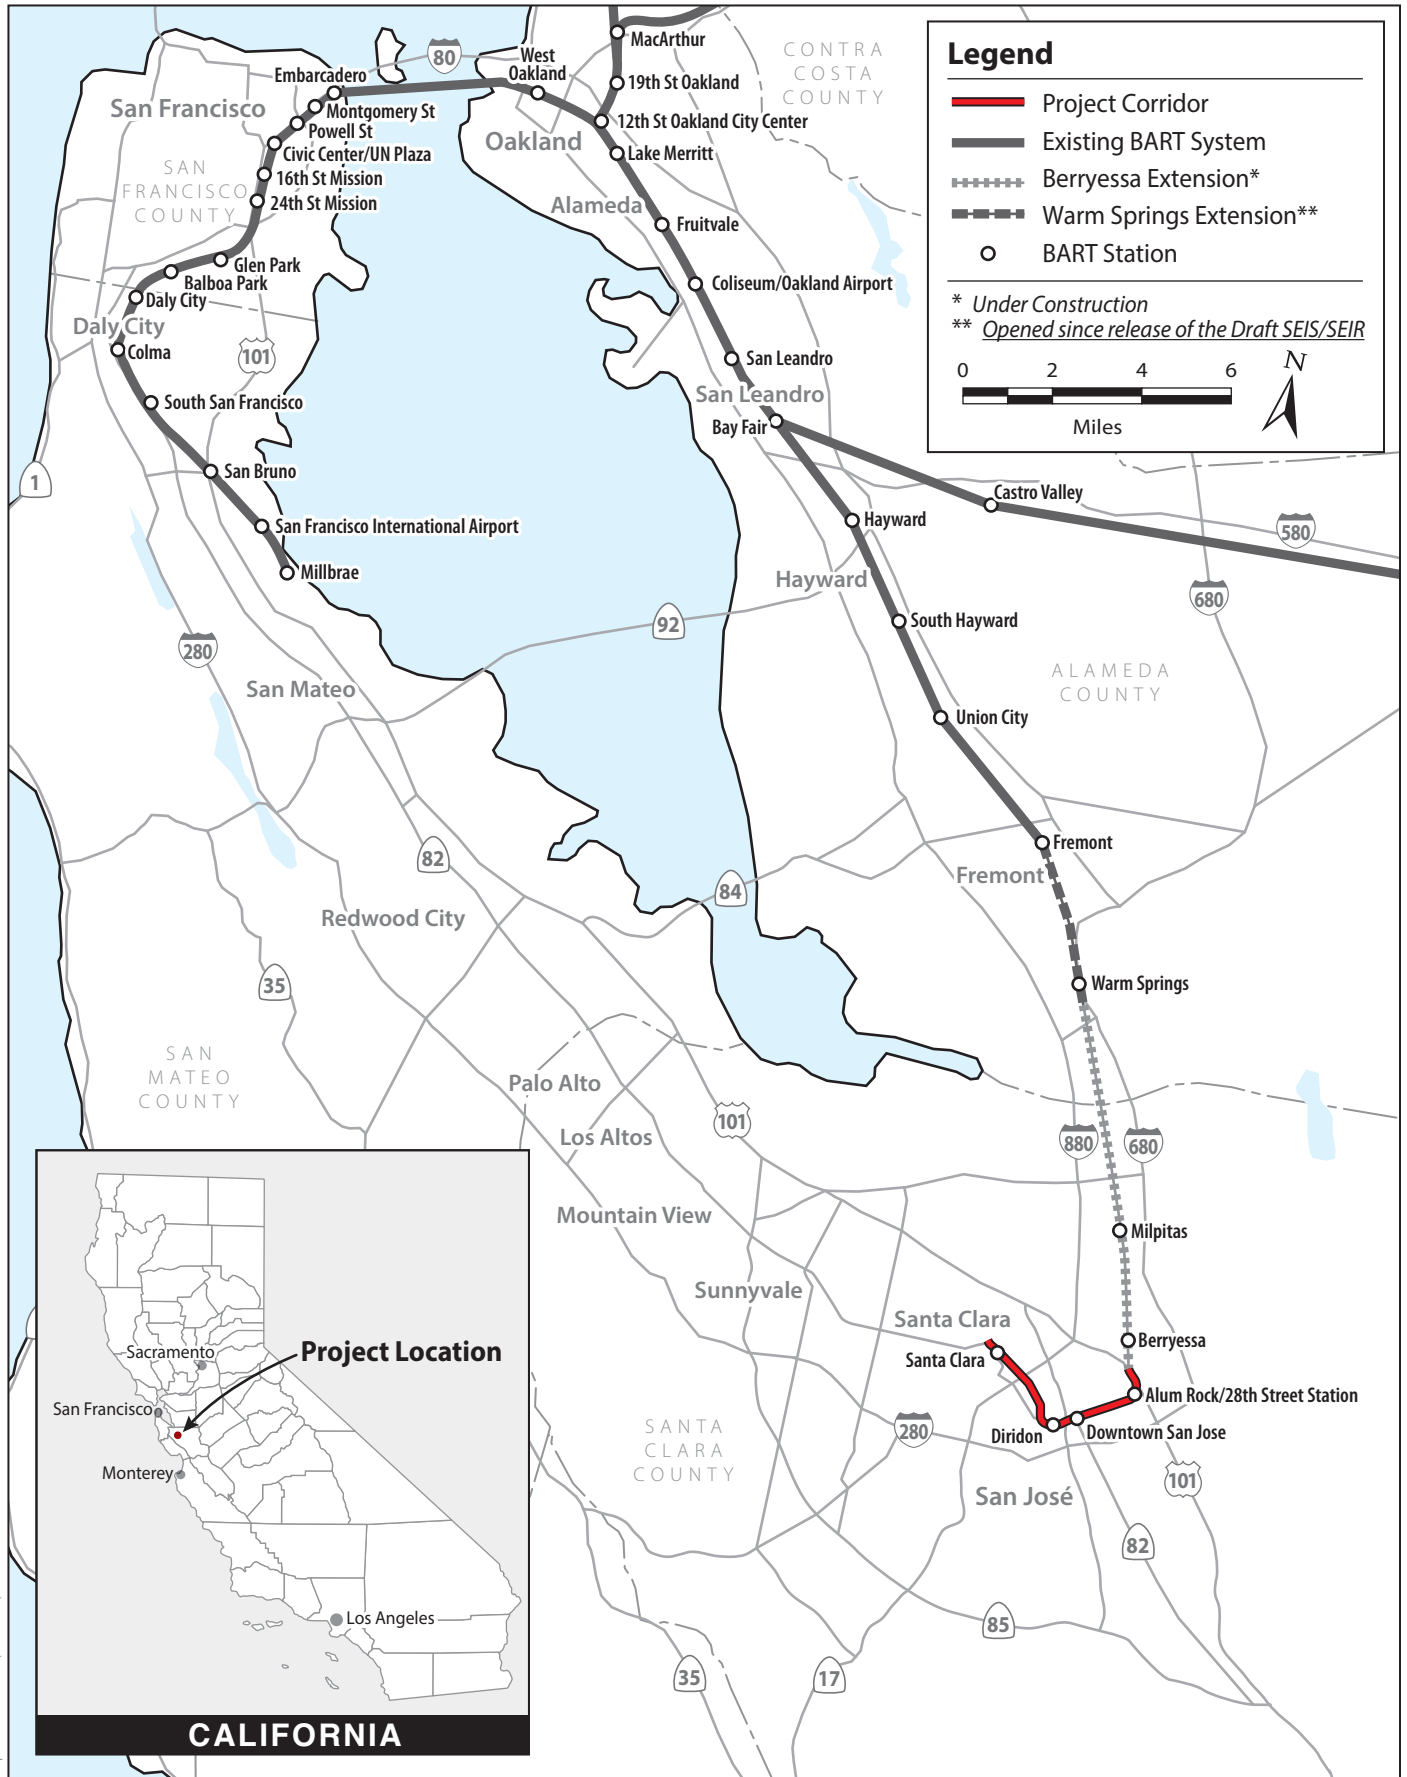 Legend
Project Corridor
Existing BART System
Berryessa Extension*
Warm Springs Extension**
BART Station
* Under Construction
** Opened since release of the Draft SEIS/SEIR
0 2 4 6
Miles
N
MacArthur
CONTRA
COSTA
COUNTY
80
West
Oakland
19th St Oakland
Embarcadero
San Francisco
Montgomery St
12th St Oakland City Center
Powell St
Oakland
Civic Center/UN Plaza
Lake Merritt
SAN
FRANCISCO
COUNTY
16th St Mission
24th St Mission
Alameda
Fruitvale
Glen Park
Balboa Park
Coliseum/Oakland Airport
Daly City
Daly City
Colma
101
San Leandro
San Leandro
South San Francisco
Bay Fair
San Bruno
1
Castro Valley
San Francisco International Airport
Hayward
580
Millbrae
Hayward
680
92
South Hayward
280
ALAMEDA
COUNTY
San Mateo
Union City
Fremont
82
Fremont
84
Redwood City
35
Warm Springs
SAN
MATEO
COUNTY
Palo Alto
101
Los Altos
880
680
Mountain View
Milpitas
Sunnyvale
Santa Clara
Berryessa
Santa Clara
Alum Rock/28th Street Station
280
Diridon
Downtown San Jose
SANTA
CLARA
COUNTY
101
San José
82
85
35
17
Sacramento
Project Location
San Francisco
Monterey
Los Angeles
CALIFORNIA